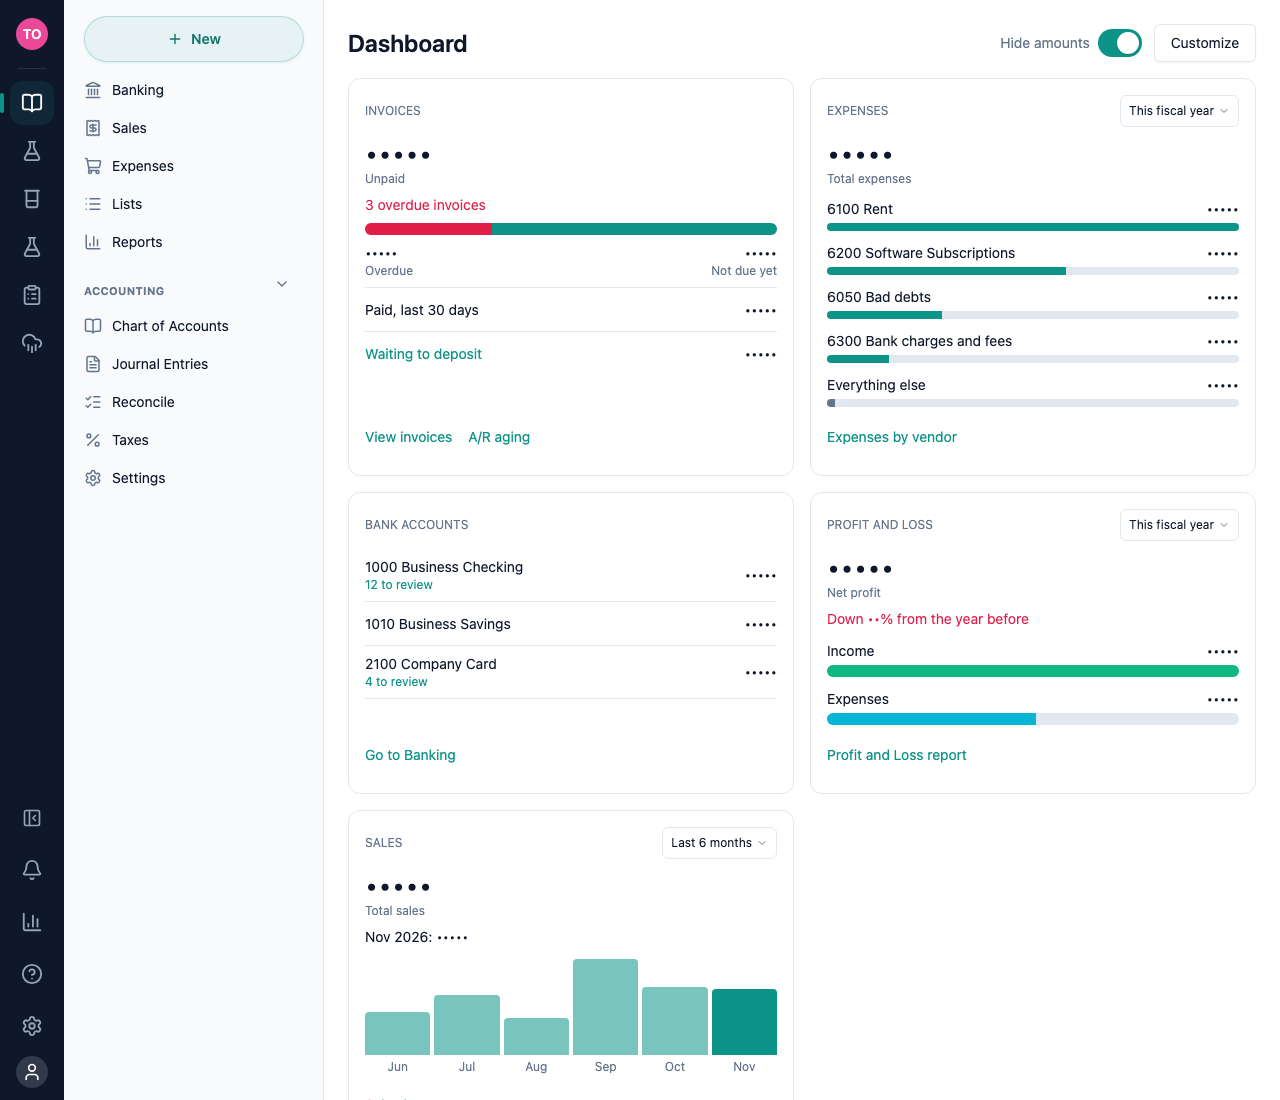 TO
New
Banking
Sales
Expenses
Lists
Reports
ACCOUNTING
Chart of Accounts
Journal Entries
Reconcile
Taxes
Settings
Dashboard
Hide amounts
Customize
INVOICES
•••••
Unpaid
3 overdue invoices
••••• •••••
Overdue Not due yet
Paid, last 30 days •••••
Waiting to deposit •••••
View invoices A/R aging
EXPENSES This fiscal year
•••••
Total expenses
6100 Rent •••••
6200 Software Subscriptions •••••
6050 Bad debts •••••
6300 Bank charges and fees •••••
Everything else •••••
Expenses by vendor
BANK ACCOUNTS
1000 Business Checking •••••
12 to review
1010 Business Savings •••••
2100 Company Card •••••
4 to review
Go to Banking
PROFIT AND LOSS This fiscal year
•••••
Net profit
Down ••% from the year before
Income •••••
Expenses •••••
Profit and Loss report
SALES Last 6 months
•••••
Total sales
Nov 2026: •••••
Jun Jul Aug Sep Oct Nov